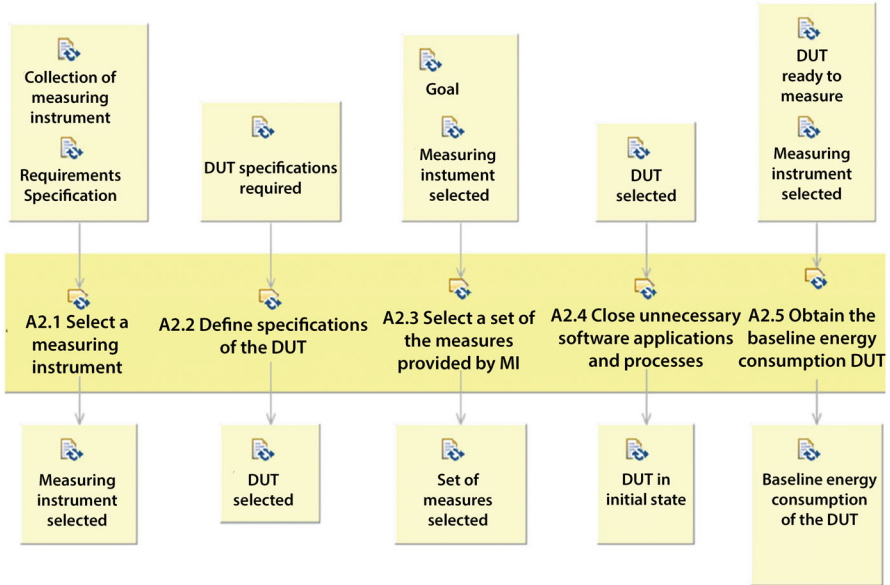 Collection of
measuring
instrument
Requirements
Specification
DUT specifications
required
Goal
Measuring
instument
selected
DUT
selected
DUT
ready to
measure
Measuring
instrument
selected
A2.1 Select a
measuring
instrument
A2.2 Define specifications
of the DUT
A2.3 Select a set of
the measures
provided by MI
A2.4 Close unnecessary
software applications
and processes
A2.5 Obtain the
baseline energy
consumption DUT
Measuring
instrument
selected
DUT
selected
Set of
measures
selected
DUT in
initial state
Baseline energy
consumption
of the DUT